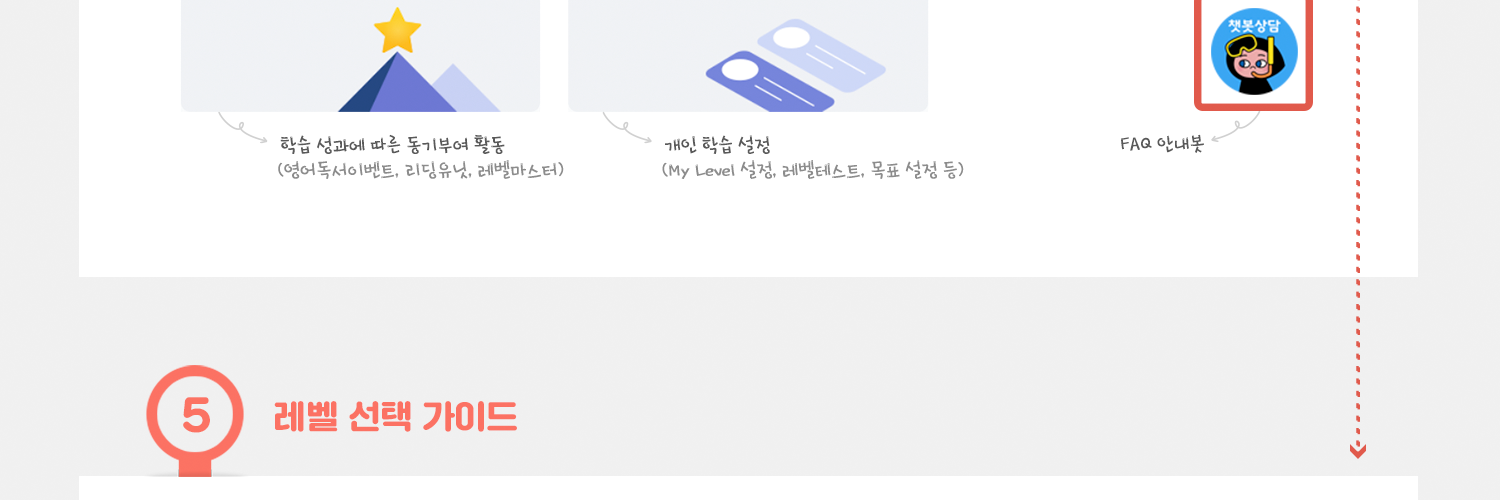 챗봇상담
학습 성과에 따른 동기부여 활동
(영어독서이벤트, 리딩유닛, 레벨마스터)
개인 학습 설정
(My Level 설정, 레벨테스트, 목표 설정 등)
FAQ 안내봇
5
레벨 선택 가이드